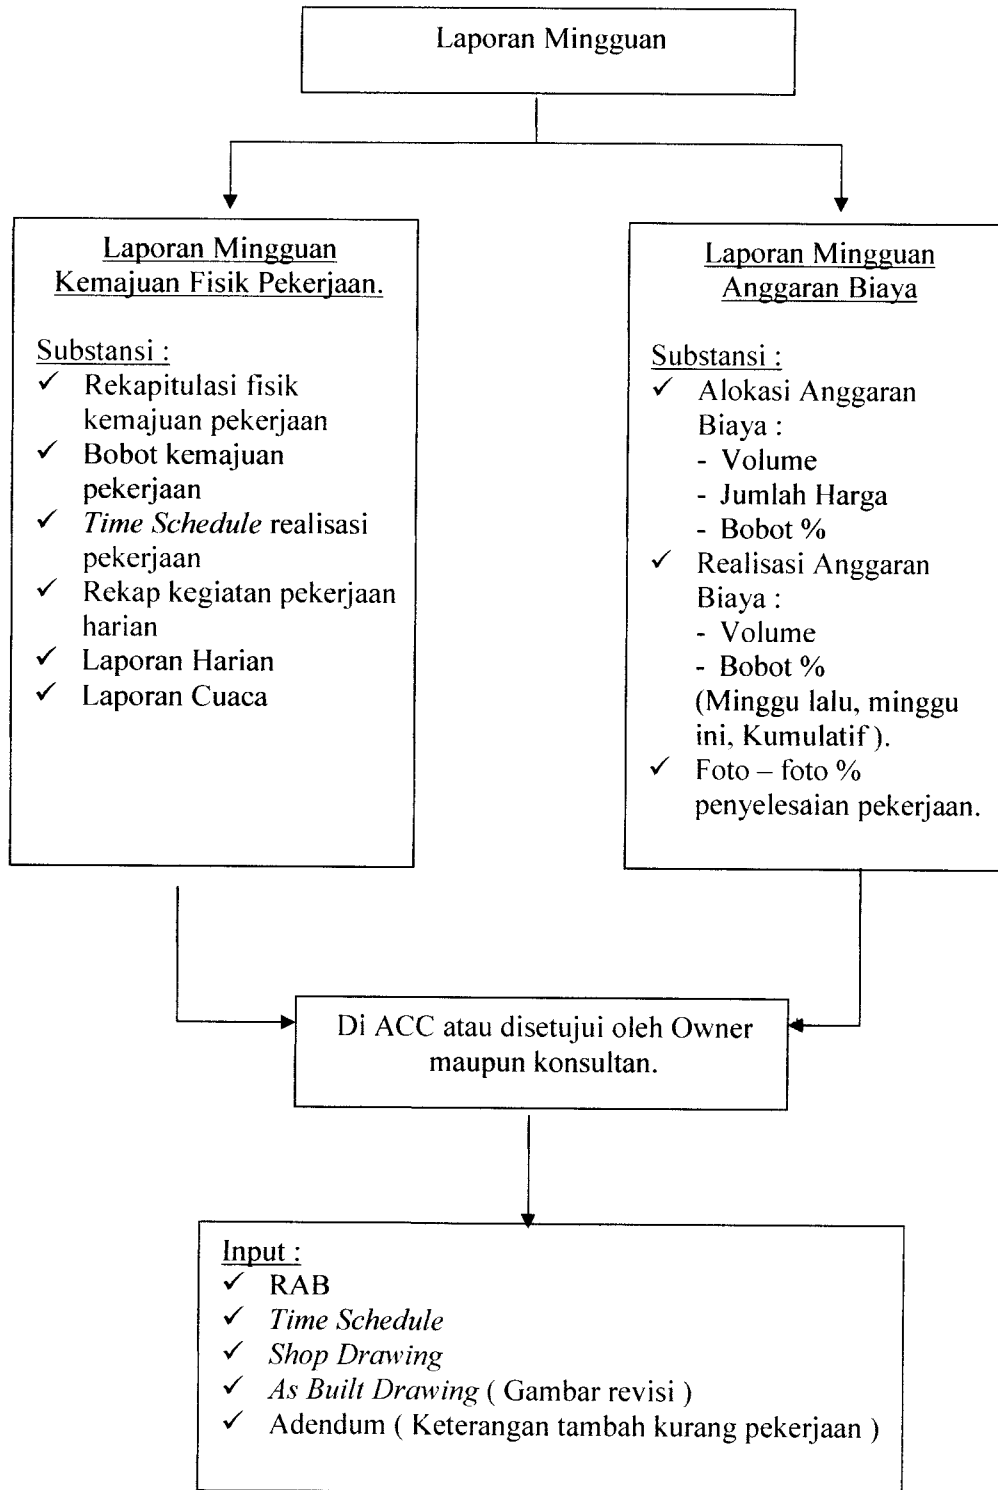 Laporan Mingguan
Laporan Mingguan
Kemajuan Fisik Pekerjaan.
Substansi :
✓ Rekapitulasi fisik
kemajuan pekerjaan
✓ Bobot kemajuan
pekerjaan
✓ Time Schedule realisasi
pekerjaan
✓ Rekap kegiatan pekerjaan
harian
✓ Laporan Harian
✓ Laporan Cuaca
Laporan Mingguan
Anggaran Biaya
Substansi :
✓ Alokasi Anggaran
Biaya :
- Volume
- Jumlah Harga
- Bobot %
✓ Realisasi Anggaran
Biaya :
- Volume
- Bobot %
(Minggu lalu, minggu
ini, Kumulatif ).
✓ Foto – foto %
penyelesaian pekerjaan.
Di ACC atau disetujui oleh Owner
maupun konsultan.
Input :
✓ RAB
✓ Time Schedule
✓ Shop Drawing
✓ As Built Drawing ( Gambar revisi )
✓ Adendum ( Keterangan tambah kurang pekerjaan )